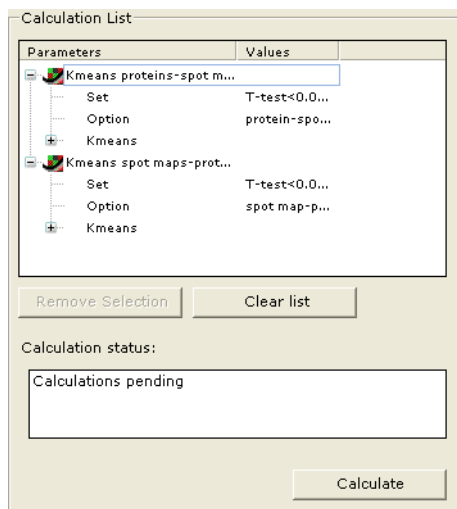 Calculation List
Parameters Values
Kmeans proteins-spot m...
Set T-test<0.0...
Option protein-spo...
Kmeans
Kmeans spot maps-prot...
Set T-test<0.0...
Option spot map-p...
Kmeans
Remove Selection Clear list
Calculation status:
Calculations pending
Calculate